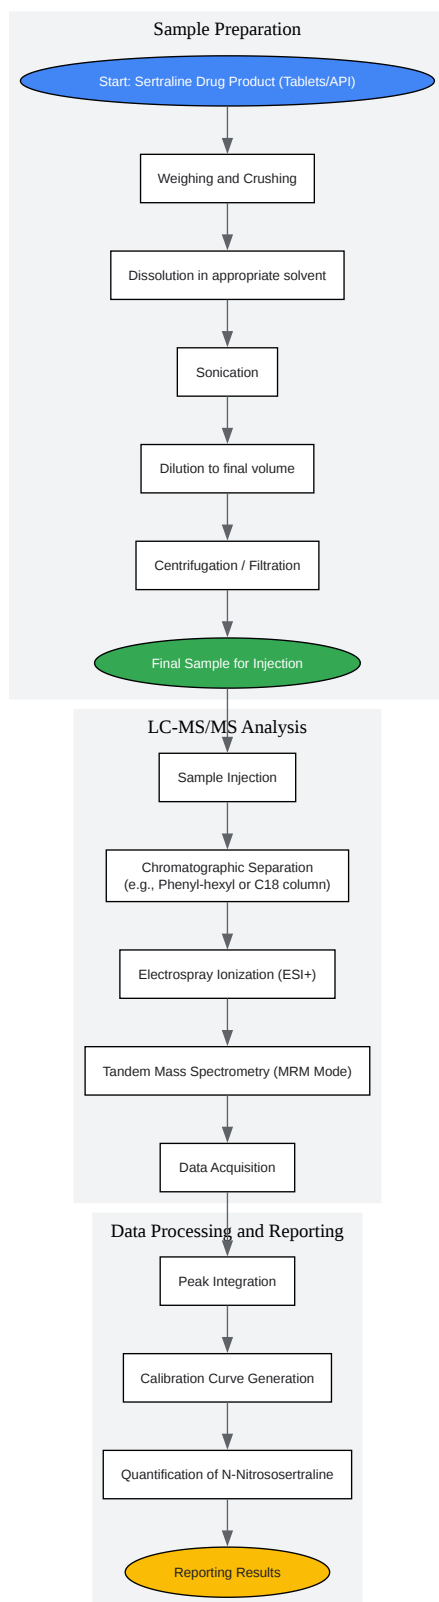 Sample Preparation
Start: Sertraline Drug Product (Tablets/API)
Weighing and Crushing
Dissolution in appropriate solvent
Sonication
Dilution to final volume
Centrifugation / Filtration
Final Sample for Injection
LC-MS/MS Analysis
Sample Injection
Chromatographic Separation
(e.g., Phenyl-hexyl or C18 column)
Electrospray Ionization (ESI+)
Tandem Mass Spectrometry (MRM Mode)
Data Acquisition
Data Processing and Reporting
Peak Integration
Calibration Curve Generation
Quantification of N-Nitrososertraline
Reporting Results